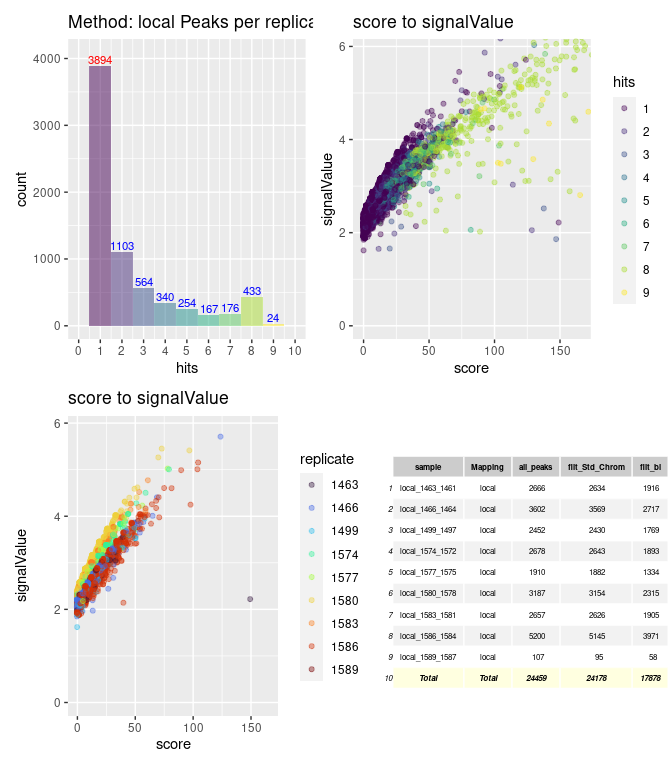 Method: local Peaks per replica
count
4000
3000
2000
1000
0
3894
1103
564
340
254
167
176
433
24
0 1 2 3 4 5 6 7 8 9 10
hits
score to signalValue
signalValue
6
4
2
0
0 50 100 150
score
hits
1
2
3
4
5
6
7
8
9
score to signalValue
signalValue
6
4
2
0
0 50 100 150
score
replicate
1463
1466
1499
1574
1577
1580
1583
1586
1589
sample Mapping all_peaks filt_Std_Chrom filt_bl
1 local_1463_1461 local 2666 2634 1916
2 local_1466_1464 local 3602 3569 2717
3 local_1499_1497 local 2452 2430 1769
4 local_1574_1572 local 2678 2643 1893
5 local_1577_1575 local 1910 1882 1334
6 local_1580_1578 local 3187 3154 2315
7 local_1583_1581 local 2657 2626 1905
8 local_1586_1584 local 5200 5145 3971
9 local_1589_1587 local 107 95 58
10 Total Total 24459 24178 17878